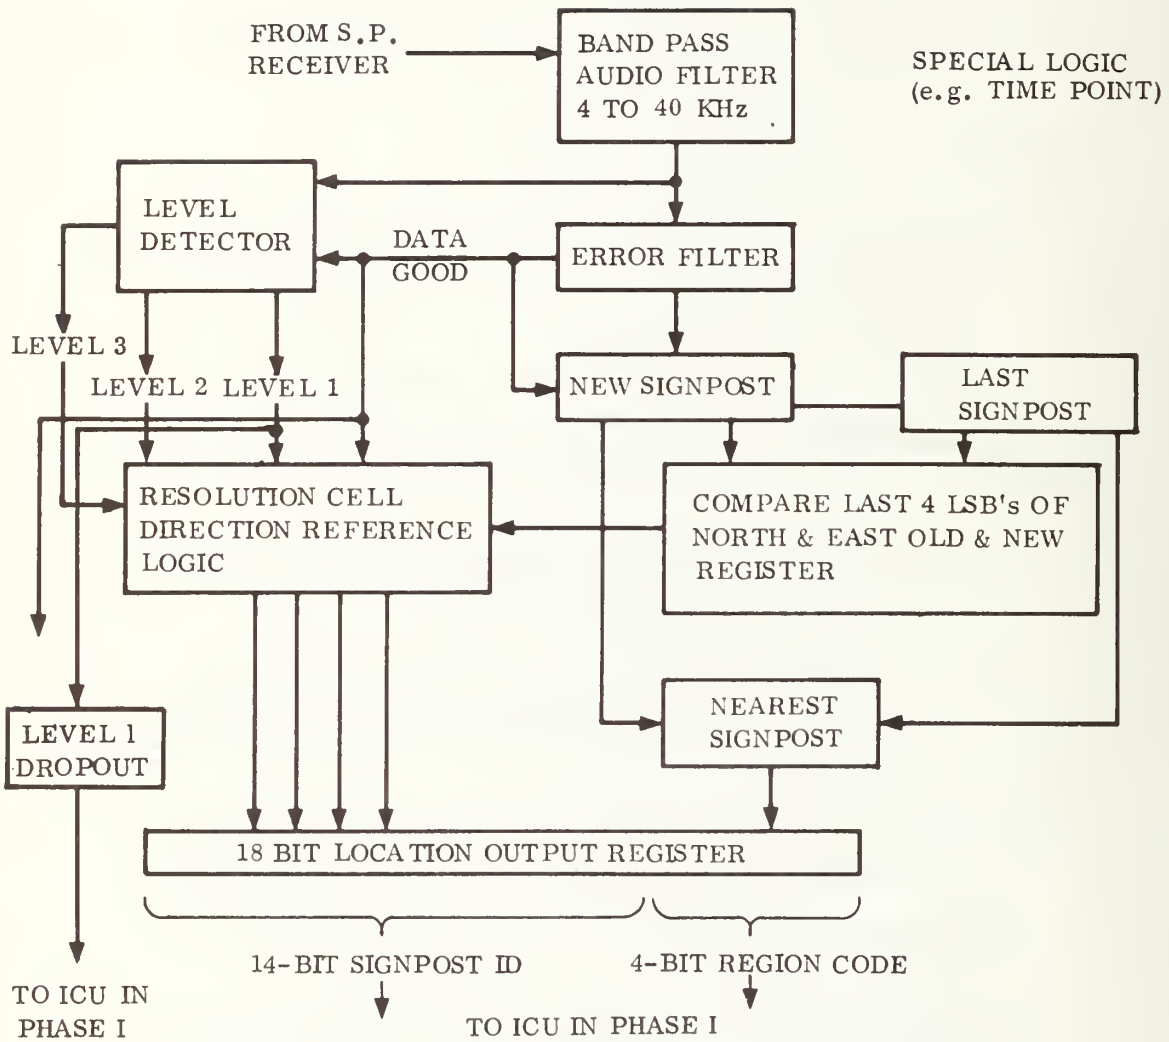 FROM S.P.
RECEIVER
BAND PASS
AUDIO FILTER
4 TO 40 KHz
SPECIAL LOGIC
(e.g. TIME POINT)
LEVEL
DETECTOR
DATA
GOOD
ERROR FILTER
LEVEL 3
LEVEL 2
LEVEL 1
NEW SIGNPOST
LAST
SIGNPOST
RESOLUTION CELL
DIRECTION REFERENCE
LOGIC
COMPARE LAST 4 LSB's OF
NORTH & EAST OLD & NEW
REGISTER
LEVEL 1
DROPOUT
NEAREST
SIGNPOST
18 BIT LOCATION OUTPUT REGISTER
14-BIT SIGNPOST ID
4-BIT REGION CODE
TO ICU IN
PHASE I
TO ICU IN PHASE I